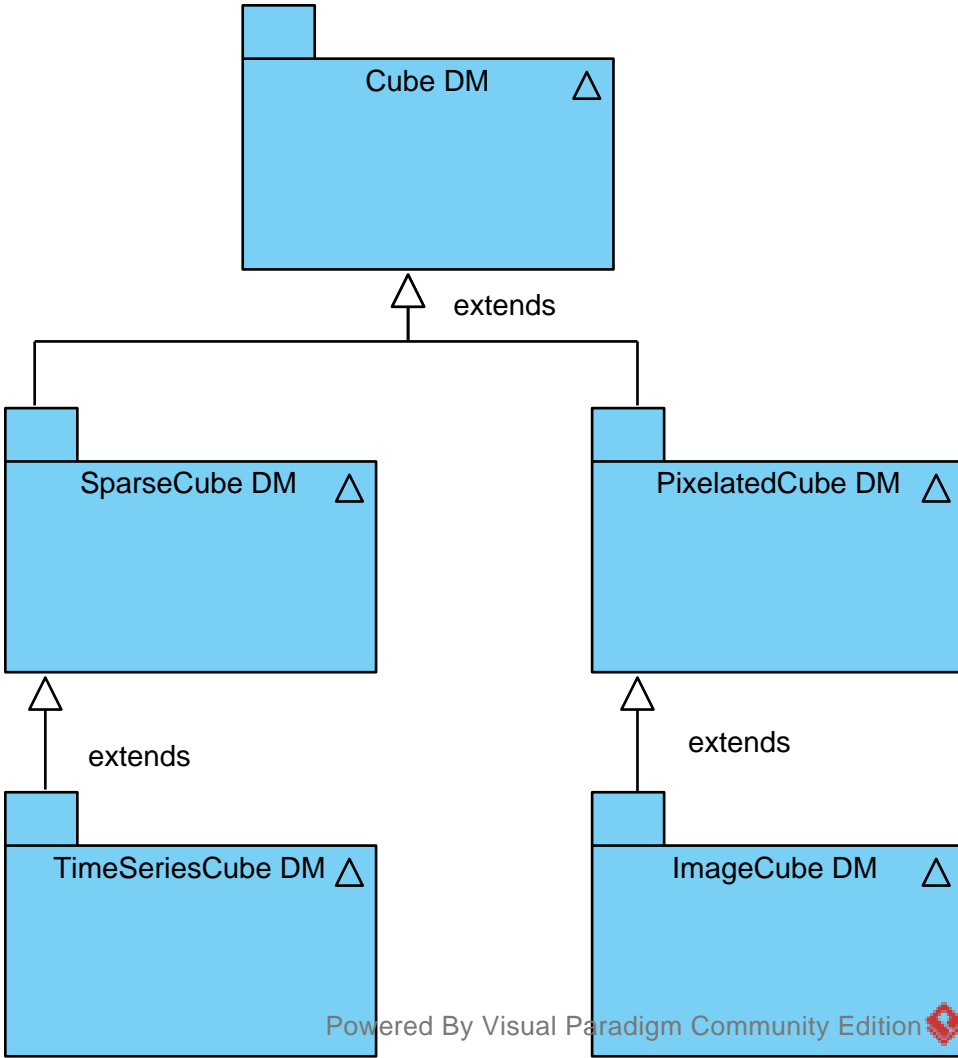 Cube DM
extends
SparseCube DM
PixelatedCube DM
extends
extends
TimeSeriesCube DM
ImageCube DM
Powered By Visual Paradigm Community Edition